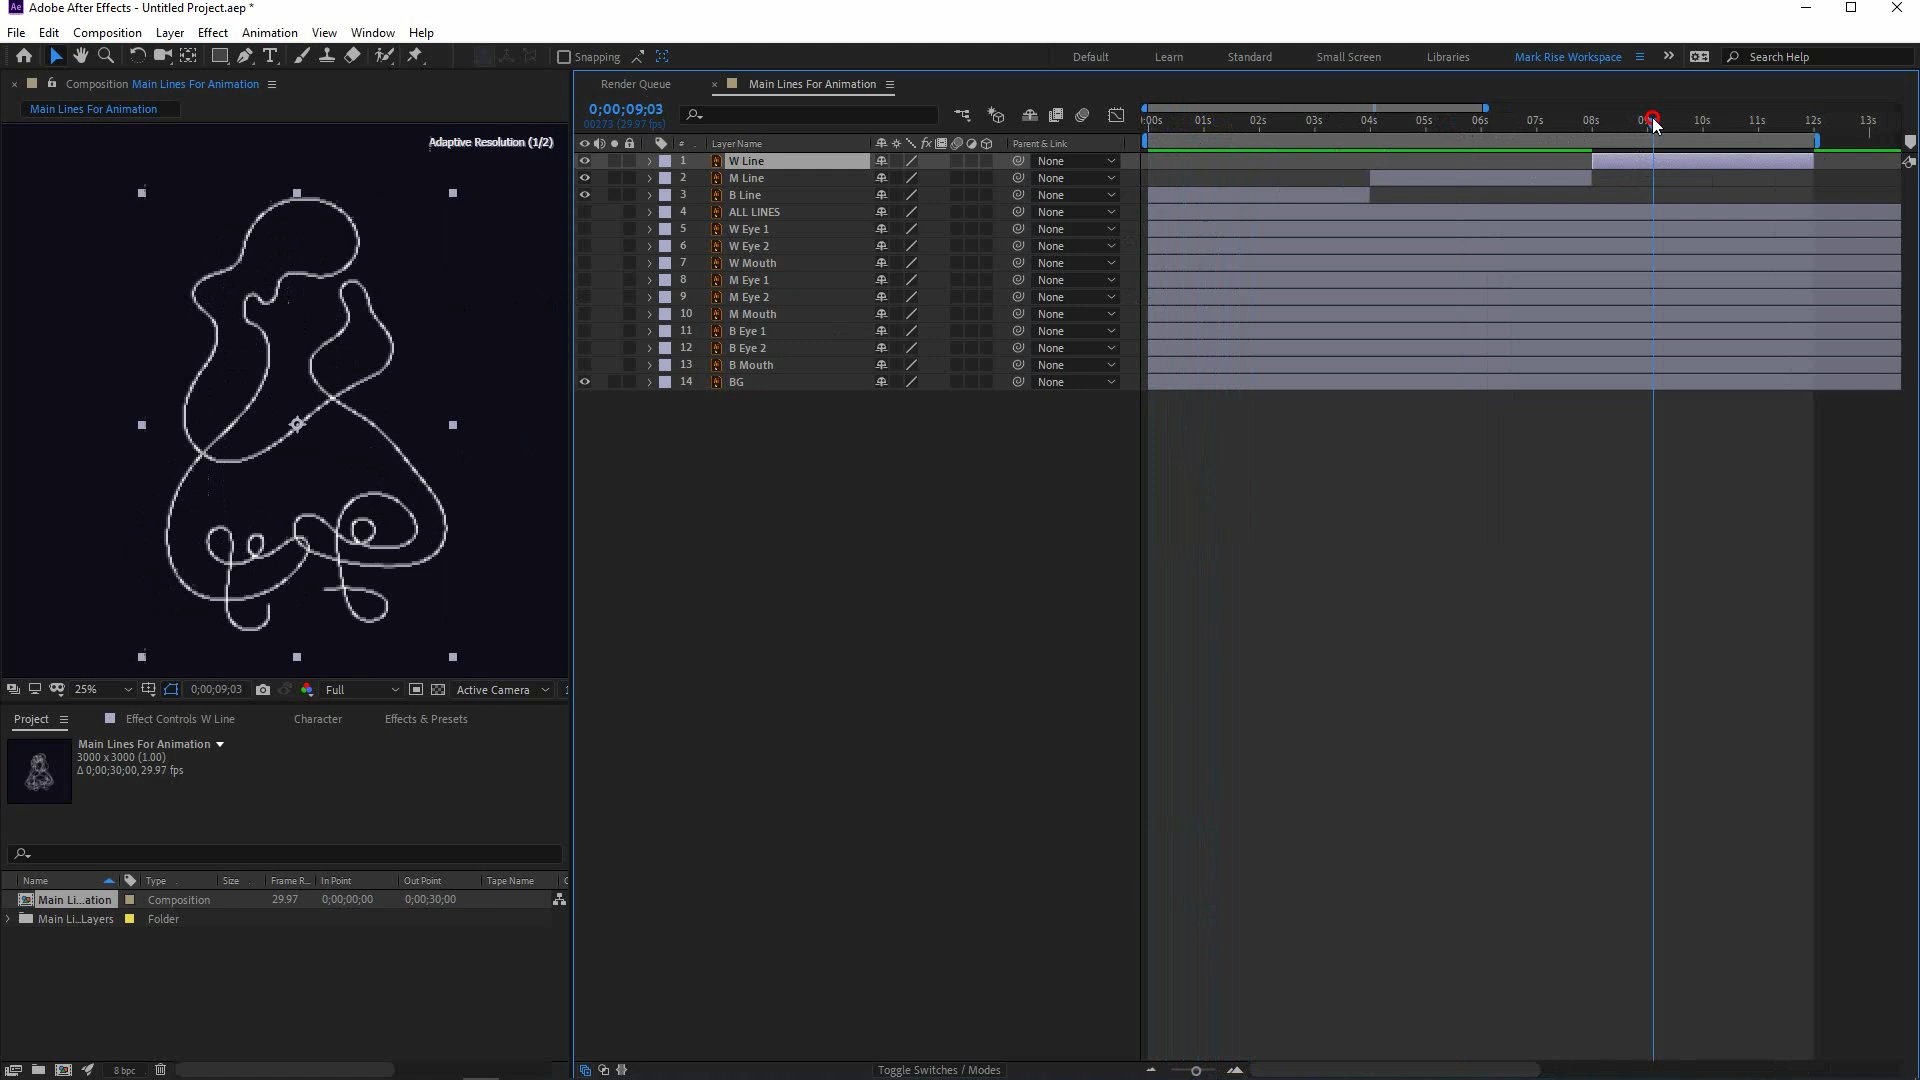 Adobe After Effects - Untitled Project.aep *
File Edit Composition Layer Effect Animation View Window Help
Snapping Default Learn Standard Small Screen Libraries Mark Rise Workspace Search Help
Composition Main Lines For Animation
Render Queue Main Lines For Animation
Main Lines For Animation
0;00;09;03
00273 (29.97 fps)
:00s 01s 02s 03s 04s 05s 06s 07s 08s 10s 11s 12s 13s
Adaptive Resolution (1/2)
# Layer Name fx Parent & Link
1 W Line None
2 M Line None
3 B Line None
4 ALL LINES None
5 W Eye 1 None
6 W Eye 2 None
7 W Mouth None
8 M Eye 1 None
9 M Eye 2 None
10 M Mouth None
11 B Eye 1 None
12 B Eye 2 None
13 B Mouth None
14 BG None
25% 0;00;09;03 Full Active Camera 1
Project Effect Controls W Line Character Effects & Presets
Main Lines For Animation
3000 x 3000 (1.00)
Δ 0;00;30;00, 29.97 fps
Name Type Size Frame R... In Point Out Point Tape Name
Main Li...ation Composition 29.97 0;00;00;00 0;00;30;00
Main Li...Layers Folder
8 bpc Toggle Switches / Modes